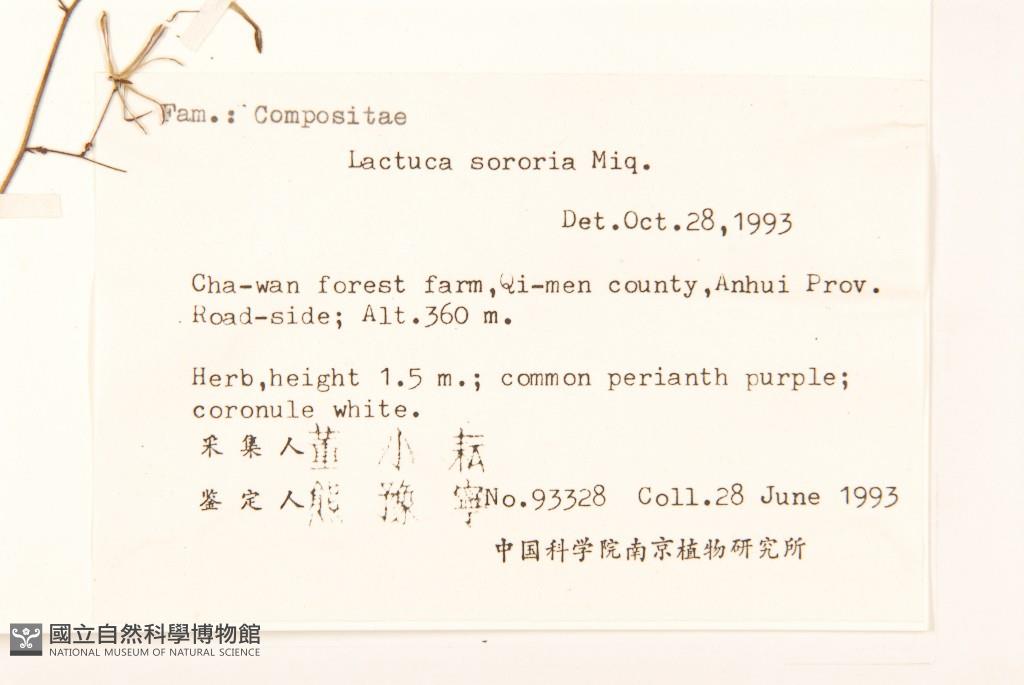 Fam.: Compositae
Lactuca sororia Miq.
Det.Oct.28,1993
Cha-wan forest farm,Qi-men county,Anhui Prov.
Road-side; Alt.360 m.
Herb,height 1.5 m.; common perianth purple;
coronule white.
采集人 董小耘
鉴定人 熊豫寧 No.93328 Coll.28 June 1993
中国科学院南京植物研究所
國立自然科學博物館
NATIONAL MUSEUM OF NATURAL SCIENCE